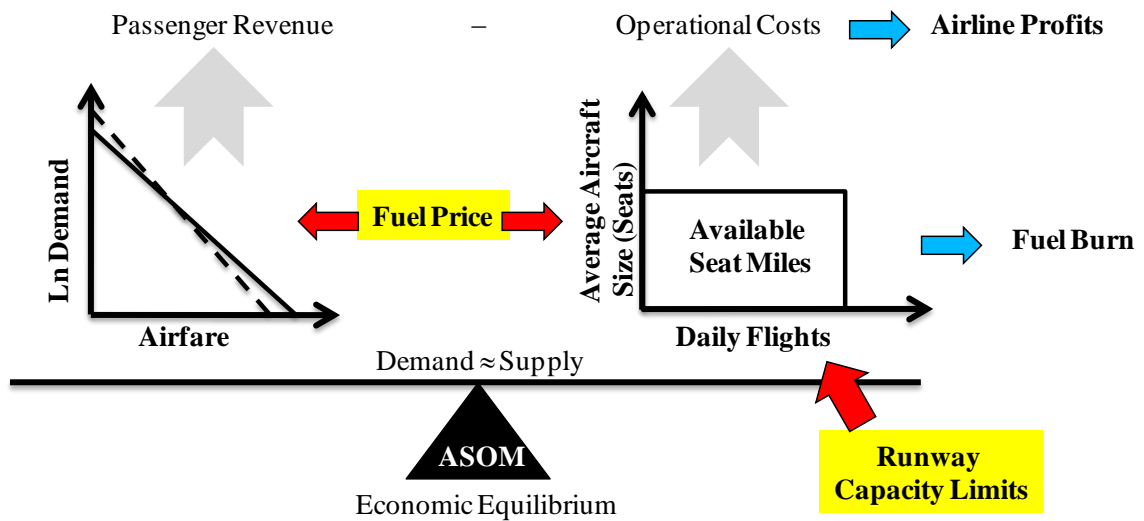 Passenger Revenue – Operational Costs Airline Profits
Ln Demand
Airfare
Fuel Price
Average Aircraft
Size (Seats)
Available
Seat Miles
Daily Flights
Fuel Burn
Demand ≈ Supply
ASOM
Economic Equilibrium
Runway
Capacity Limits